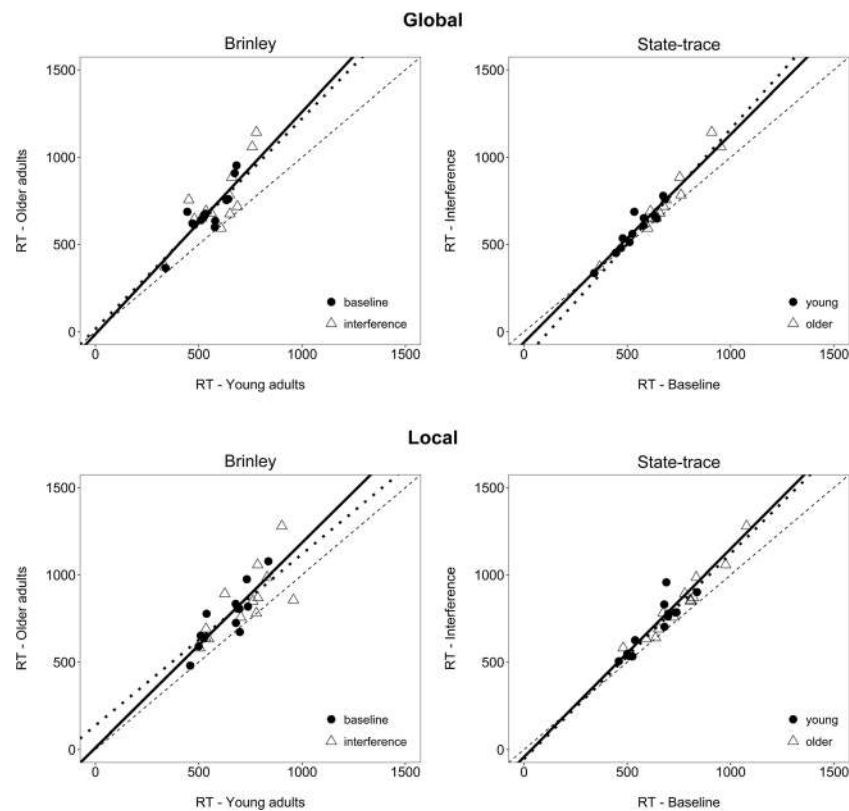 Global
Brinley
State-trace
1500
1000
500
0
RT - Older adults
baseline
interference
0
500
1000
1500
RT - Young adults
1500
1000
500
0
RT - Interference
young
older
0
500
1000
1500
RT - Baseline
Local
Brinley
State-trace
1500
1000
500
0
RT - Older adults
baseline
interference
0
500
1000
1500
RT - Young adults
1500
1000
500
0
RT - Interference
young
older
0
500
1000
1500
RT - Baseline